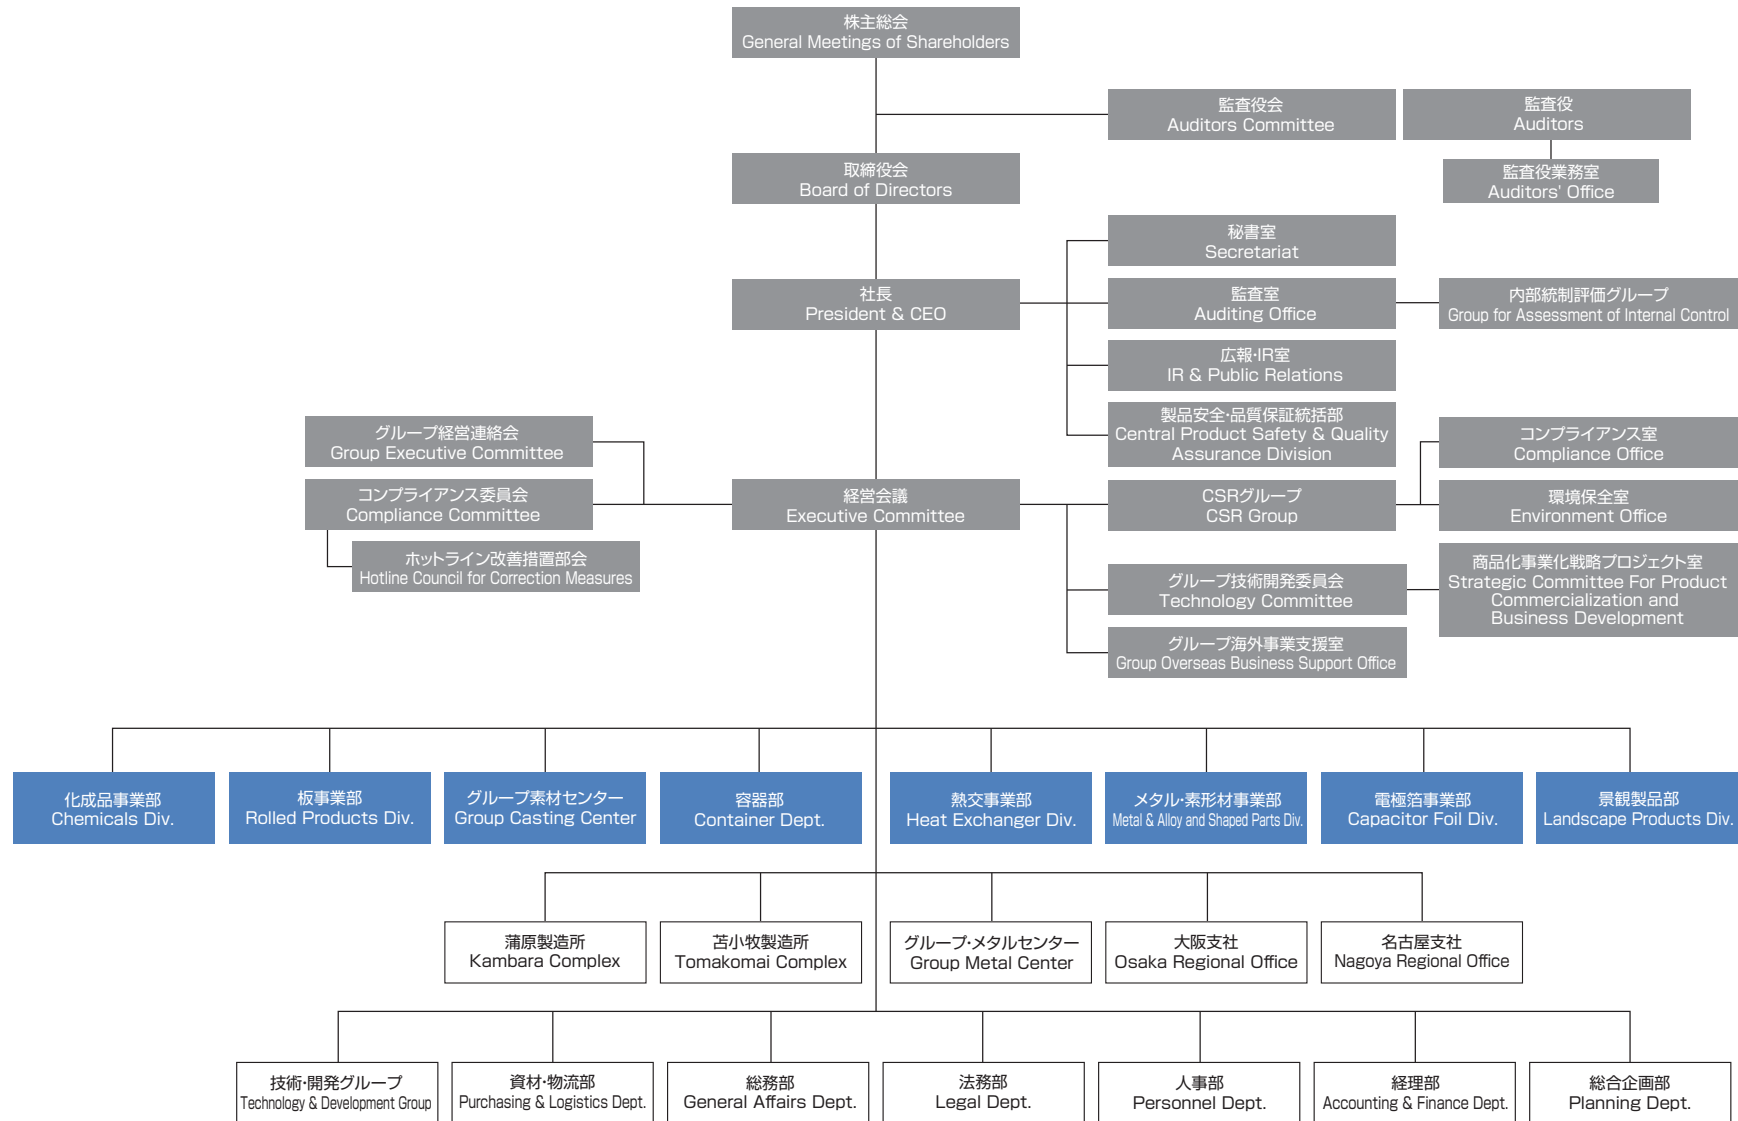 株主総会
General Meetings of Shareholders
監査役会
Auditors Committee
監査役
Auditors
取締役会
Board of Directors
監査役業務室
Auditors' Office
秘書室
Secretariat
社長
President & CEO
監査室
Auditing Office
内部統制評価グループ
Group for Assessment of Internal Control
広報・IR室
IR & Public Relations
製品安全・品質保証統括部
Central Product Safety & Quality
Assurance Division
グループ経営連絡会
Group Executive Committee
コンプライアンス室
Compliance Office
コンプライアンス委員会
Compliance Committee
経営会議
Executive Committee
CSRグループ
CSR Group
環境保全室
Environment Office
ホットライン改善措置部会
Hotline Council for Correction Measures
グループ技術開発委員会
Technology Committee
商品化事業化戦略プロジェクト室
Strategic Committee For Product
Commercialization and
Business Development
グループ海外事業支援室
Group Overseas Business Support Office
化成品事業部
Chemicals Div.
板事業部
Rolled Products Div.
グループ素材センター
Group Casting Center
容器部
Container Dept.
熱交事業部
Heat Exchanger Div.
メタル・素形材事業部
Metal & Alloy and Shaped Parts Div.
電極箔事業部
Capacitor Foil Div.
景観製品部
Landscape Products Div.
蒲原製造所
Kambara Complex
苫小牧製造所
Tomakomai Complex
グループ・メタルセンター
Group Metal Center
大阪支社
Osaka Regional Office
名古屋支社
Nagoya Regional Office
技術・開発グループ
Technology & Development Group
資材・物流部
Purchasing & Logistics Dept.
総務部
General Affairs Dept.
法務部
Legal Dept.
人事部
Personnel Dept.
経理部
Accounting & Finance Dept.
総合企画部
Planning Dept.